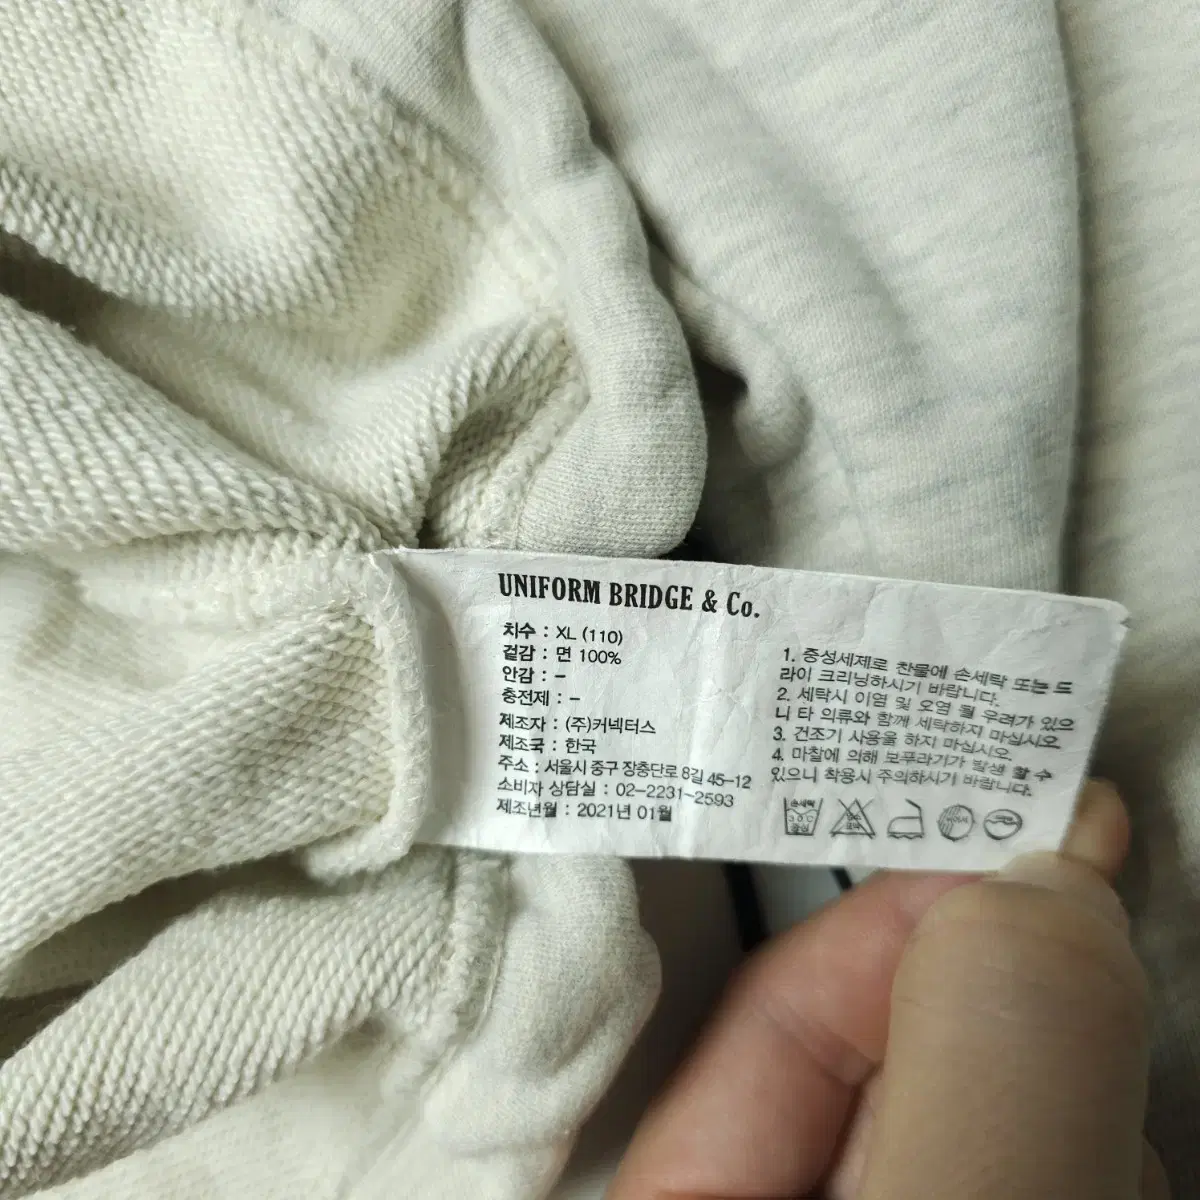 UNIFORM BRIDGE & Co.
치수 : XL (110)
겉감 : 면 100%
안감 : -
충전제 : -
제조자 : (주)커넥터스
제조국 : 한국
주소 : 서울시 중구 장충단로 8길 45-12
소비자 상담실 : 02-2231-2593
제조년월 : 2021년 01월
1. 중성세제로 찬물에 손세탁 또는 드
라이 크리닝하시기 바랍니다.
2. 세탁시 이염 및 오염 될 우려가 있으
니 타 의류와 함께 세탁하지 마십시오.
3. 건조기 사용을 하지 마십시오.
4. 마찰에 의해 보푸라기가 발생 할 수
있으니 착용시 주의하시기 바랍니다.
손세탁
30℃
중성